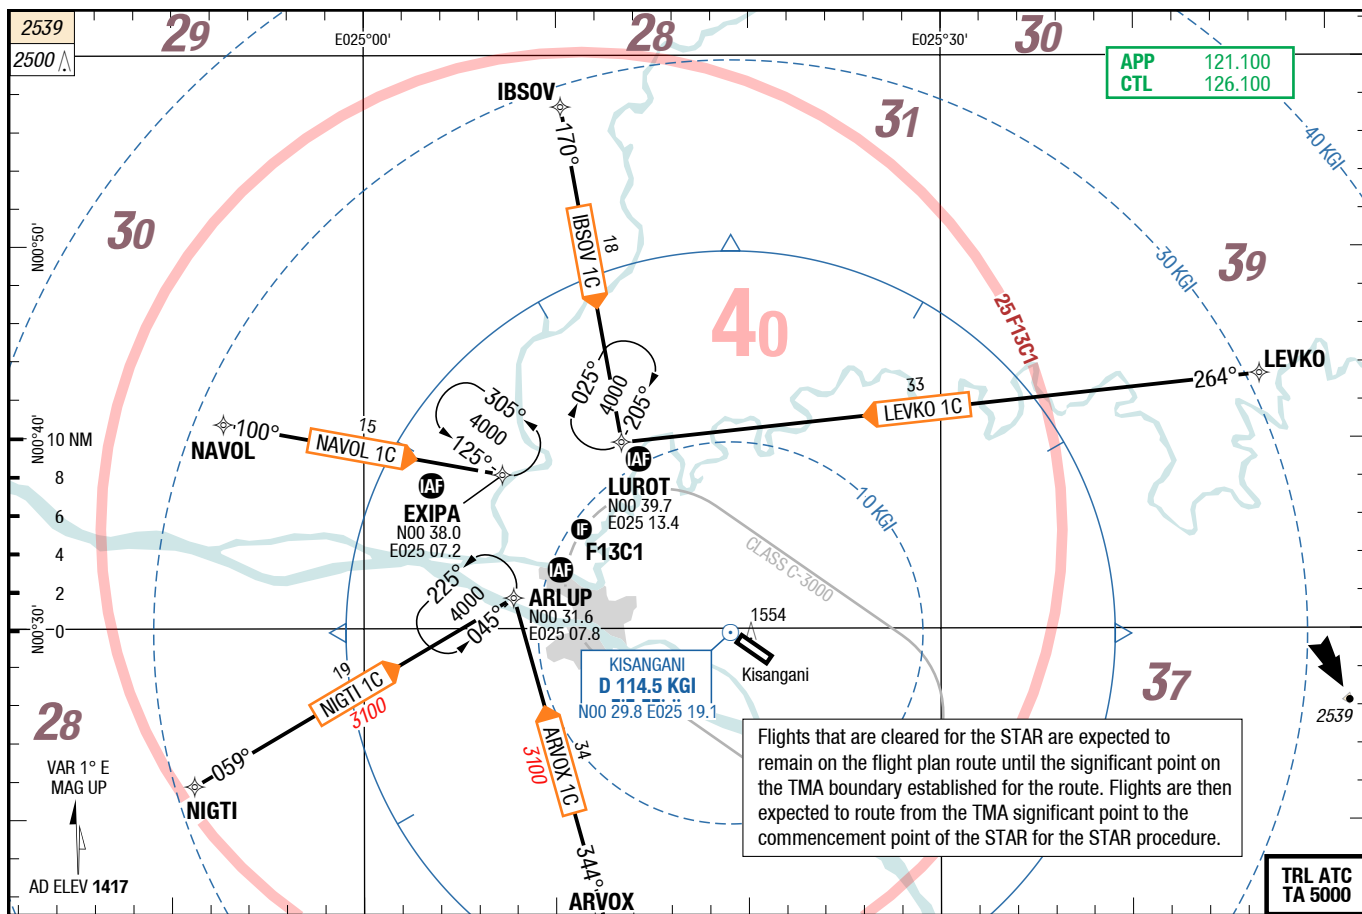 2539
2500
29
28
30
E025°00'
E025°30'
APP 121.100
CTL 126.100
IBSOV
170°
31
40 KGI
30
N00°50'
IBSOV 1C
18
30 KGI
39
40
25 F13C1
LEVKO
264°
33
LEVKO 1C
025°
4000
205°
305°
4000
125°
N00°40'
10 NM
8
6
4
2
0
NAVOL
100°
15
NAVOL 1C
IAF
EXIPA
N00 38.0
E025 07.2
IAF
LUROT
N00 39.7
E025 13.4
10 KGI
IF
F13C1
CLASS C-3000
IAF
ARLUP
N00 31.6
E025 07.8
225°
4000
045°
N00°30'
1554
Kisangani
KISANGANI
D 114.5 KGI
N00 29.8 E025 19.1
19
NIGTI 1C
3100
059°
NIGTI
28
37
2539
34
ARVOX 1C
3100
344°
ARVOX
Flights that are cleared for the STAR are expected to
remain on the flight plan route until the significant point on
the TMA boundary established for the route. Flights are then
expected to route from the TMA significant point to the
commencement point of the STAR for the STAR procedure.
VAR 1° E
MAG UP
AD ELEV 1417
TRL ATC
TA 5000